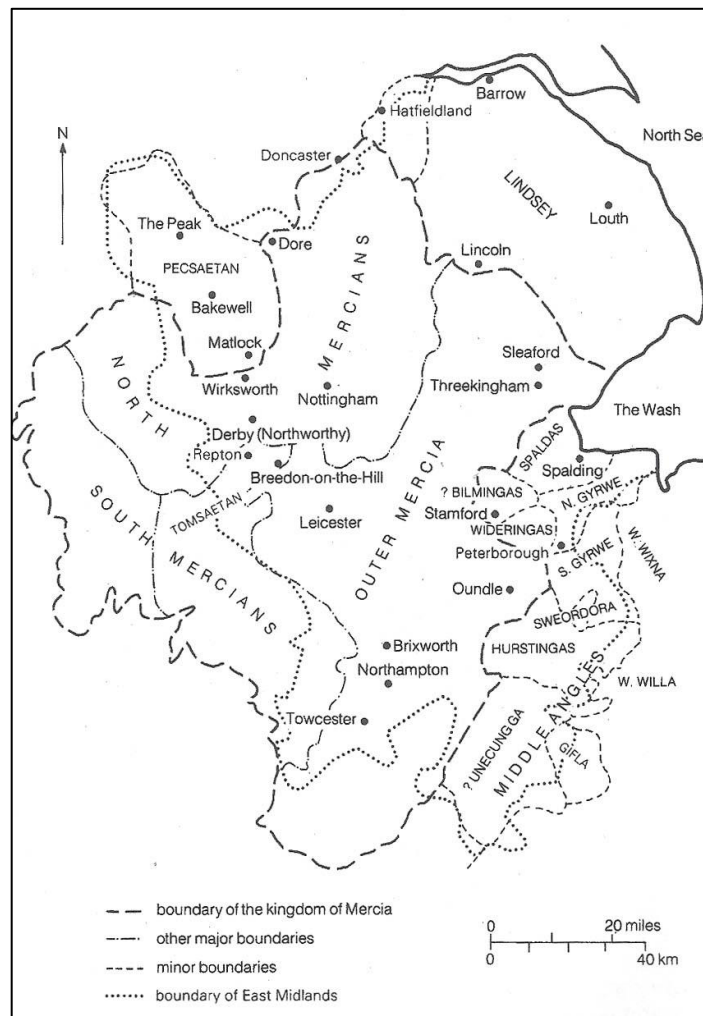 Barrow
Hatfieldland
North Sea
N
Doncaster
LINDSEY
Louth
The Peak
Dore
MERCIANS
Lincoln
PECSAETAN
Bakewell
Matlock
Sleaford
Wirksworth
Nottingham
Threekingham
NORTH
The Wash
Derby (Northworthy)
SPALDAS
Repton
Spalding
Breedon-on-the-Hill
? BILMINGAS
N. GYRWE
TOMSAETAN
Stamford
Leicester
WIDERINGAS
OUTER MERCIA
Peterborough
S. GYRWE
W. WIXNA
SOUTH MERCIANS
Oundle
SWEORDORA
Brixworth
HURSTINGAS
Northampton
W. WILLA
Towcester
MIDDLE ANGLES
? UNECUNGGA
GIFLA
boundary of the kingdom of Mercia
other major boundaries
minor boundaries
boundary of East Midlands
0 20 miles
0 40 km